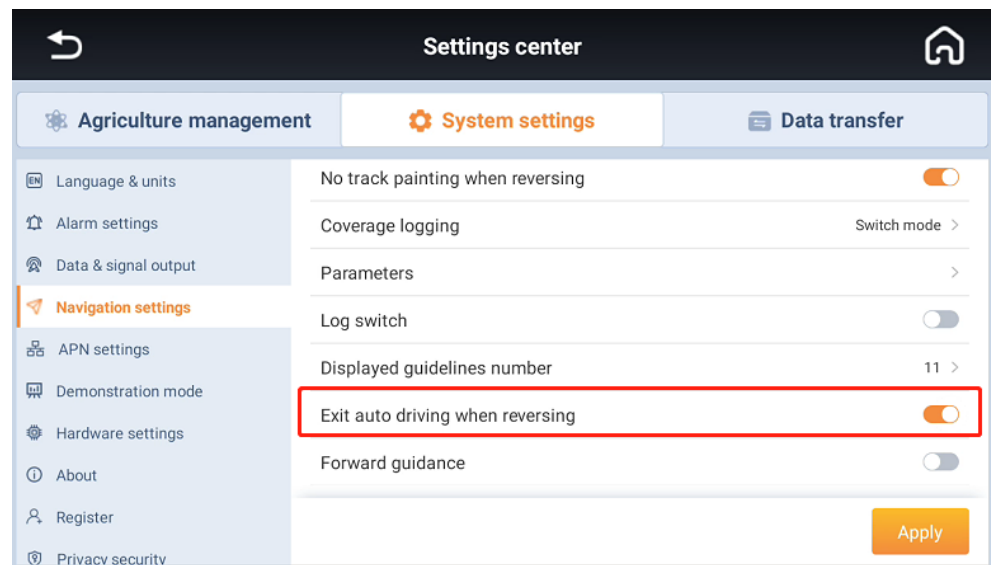 Settings center
Agriculture management
System settings
Data transfer
EN Language & units
Alarm settings
Data & signal output
Navigation settings
APN settings
Demonstration mode
Hardware settings
About
Register
Privacy security
No track painting when reversing
Coverage logging Switch mode >
Parameters >
Log switch
Displayed guidelines number 11 >
Exit auto driving when reversing
Forward guidance
Apply